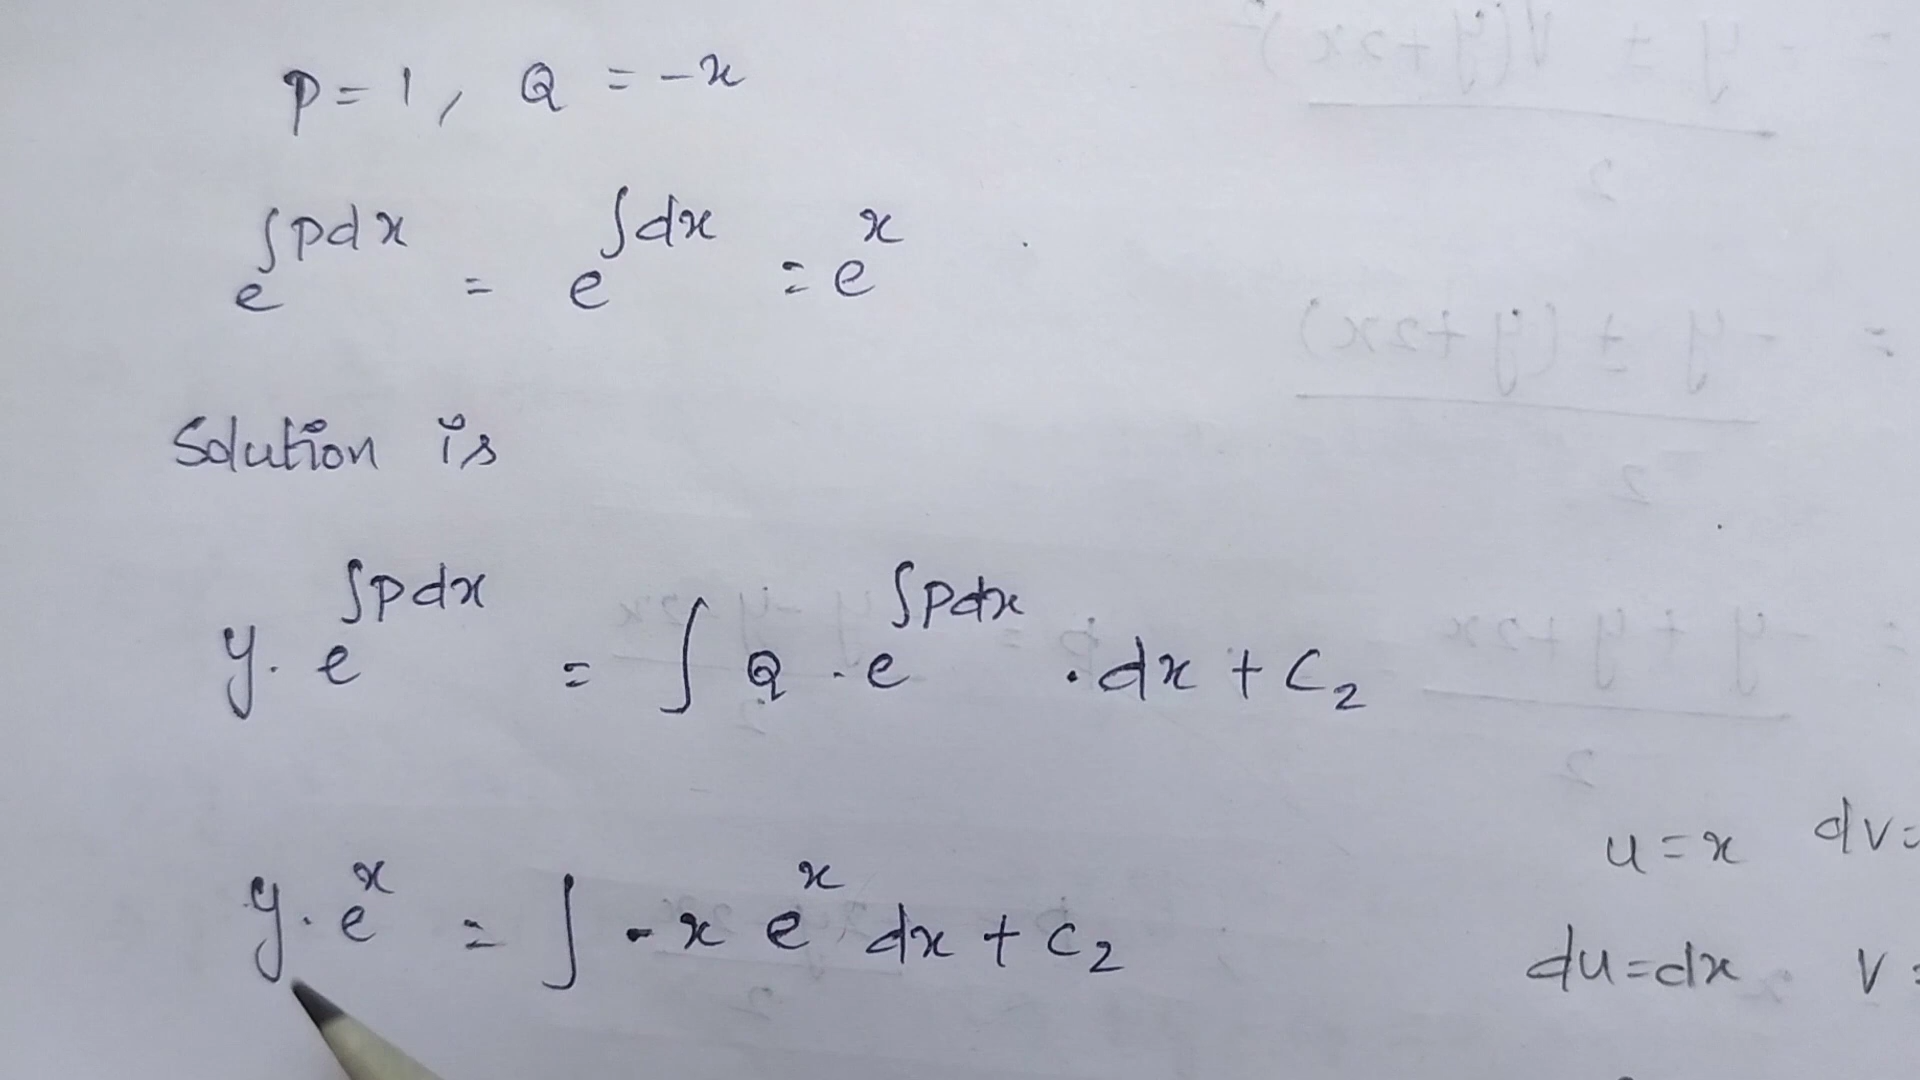 P = 1, Q = -x
e^{∫Pdx} = e^{∫dx} = e^x
Solution is
y. e^{∫Pdx} = ∫ Q . e^{∫Pdx} . dx + C₂
y. e^x = ∫ -x e^x dx + C₂
u = x dv =
du = dx v =